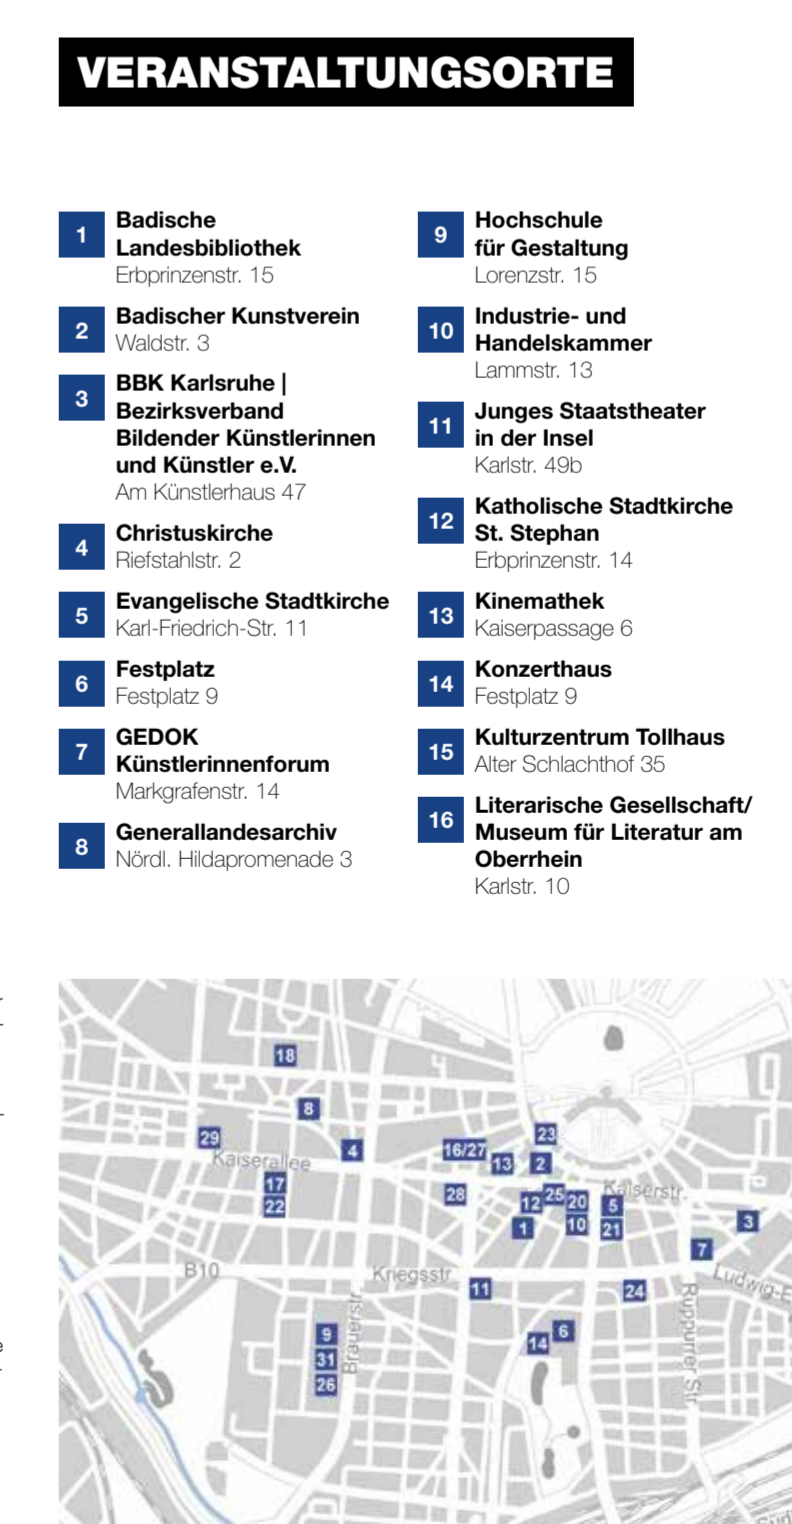 VERANSTALTUNGSORTE
1
Badische
Landesbibliothek
Erbprinzenstr. 15
2
Badischer Kunstverein
Waldstr. 3
3
BBK Karlsruhe |
Bezirksverband
Bildender Künstlerinnen
und Künstler e.V.
Am Künstlerhaus 47
4
Christuskirche
Riefstahlstr. 2
5
Evangelische Stadtkirche
Karl-Friedrich-Str. 11
6
Festplatz
Festplatz 9
7
GEDOK
Künstlerinnenforum
Markgrafenstr. 14
8
Generallandesarchiv
Nördl. Hildapromenade 3
9
Hochschule
für Gestaltung
Lorenzstr. 15
10
Industrie- und
Handelskammer
Lammstr. 13
11
Junges Staatstheater
in der Insel
Karlstr. 49b
12
Katholische Stadtkirche
St. Stephan
Erbprinzenstr. 14
13
Kinemathek
Kaiserpassage 6
14
Konzerthaus
Festplatz 9
15
Kulturzentrum Tollhaus
Alter Schlachthof 35
16
Literarische Gesellschaft/
Museum für Literatur am
Oberrhein
Karlstr. 10
18
8
29
Kaiserallee
4
16/27
23
13
2
17
22
28
12
25
20
Kaiserstr.
5
1
10
21
3
7
B10
Kriegsstr.
11
24
Ludwig-E
9
31
26
Brauerstr.
14
6
Ruppurrer Str.